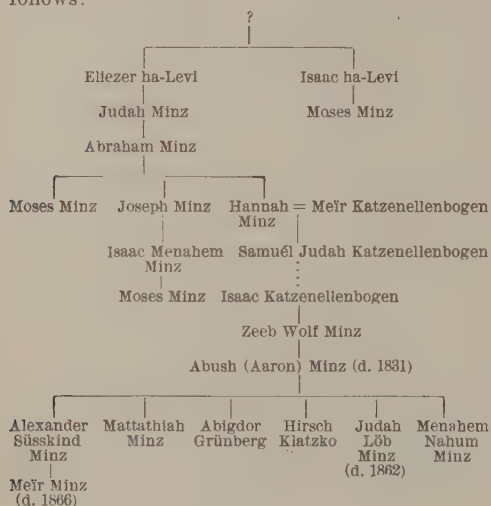 follows:
?
Eliezer ha-Levi Isaac ha-Levi
Judah Minz Moses Minz
Abraham Minz
Moses Minz Joseph Minz Hannah = Meïr Katzenellenbogen
Minz
Isaac Menahem Samuél Judah Katzenellenbogen
Minz
Moses Minz Isaac Katzenellenbogen
Zeeb Wolf Minz
Abush (Aaron) Minz (d. 1831)
Alexander Mattathiah Abigdor Hirsch Judah Menahem
Süsskind Minz Grünberg Klatzko Löb Nahum
Minz Minz Minz
(d. 1862)
Meïr Minz
(d. 1866)